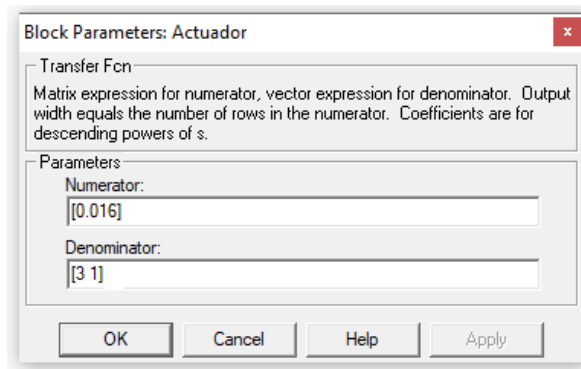 Block Parameters: Actuador
x
Transfer Fcn
Matrix expression for numerator, vector expression for denominator. Output
width equals the number of rows in the numerator. Coefficients are for
descending powers of s.
Parameters
Numerator:
[0.016]
Denominator:
[3 1]
OK Cancel Help Apply